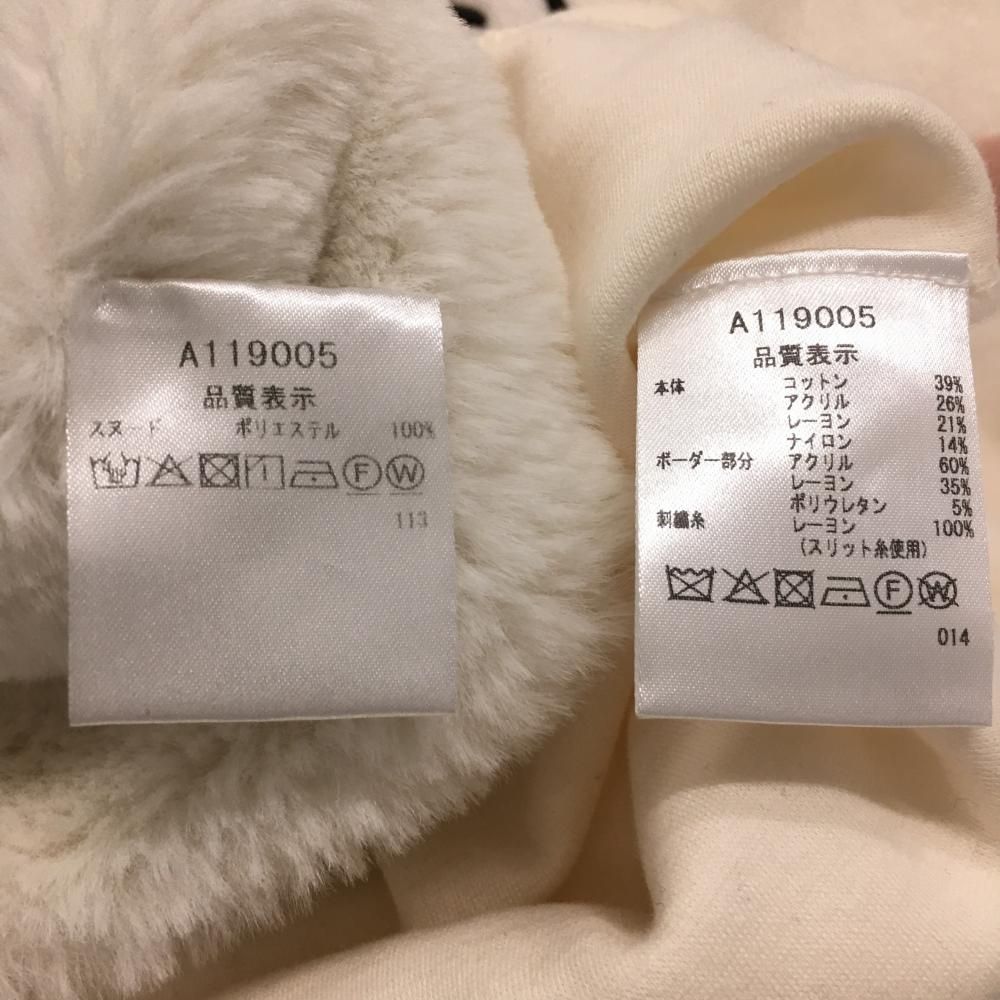 A119005
品質表示
スヌード ポリエステル 100%
F W
113
A119005
品質表示
本体 コットン 39%
アクリル 26%
レーヨン 21%
ナイロン 14%
ボーダー部分 アクリル 60%
レーヨン 35%
ポリウレタン 5%
刺繍糸 レーヨン 100%
(スリット糸使用)
F W
014